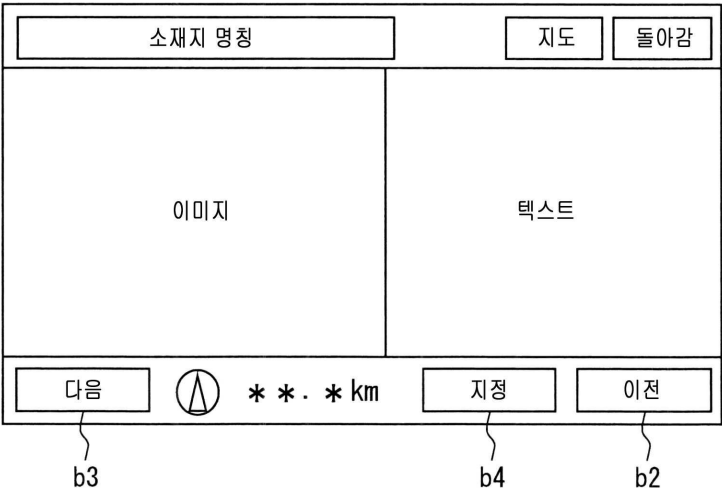 소재지 명칭 지도 돌아감
이미지 텍스트
다음 **.*km 지정 이전
b3 b4 b2